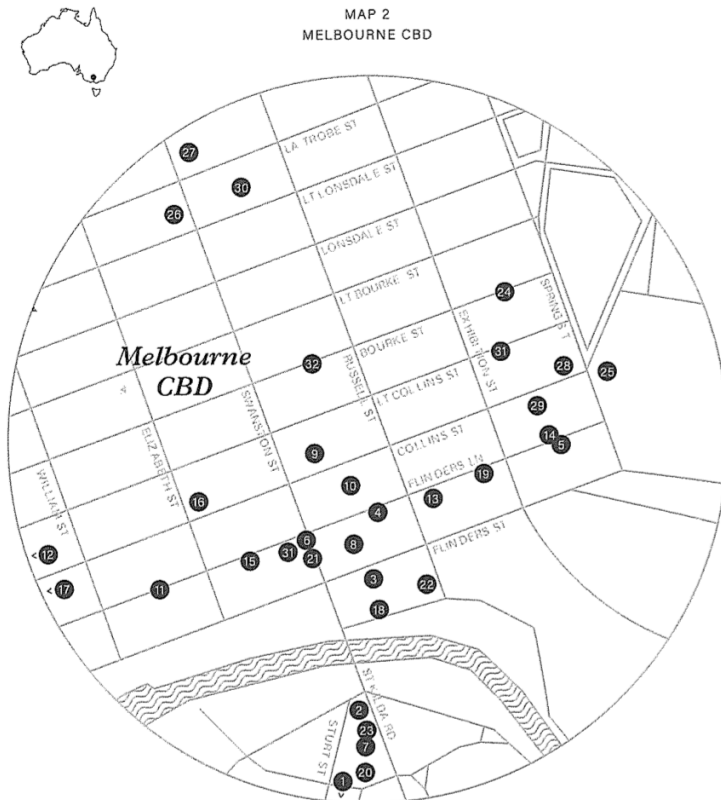 MAP 2
MELBOURNE CBD
LA TROBE ST
27
30
LT LONSDALE ST
26
LONSDALE ST
LT BOURKE ST
24
SPRING ST
EXHIBITION ST
BOURKE ST
31
Melbourne
CBD
32
RUSSELL ST
28
25
LT COLLINS ST
SWANSTON ST
29
COLLINS ST
14
5
ELIZABETH ST
9
FLINDERS LN
19
WILLIAM ST
16
10
13
4
FLINDERS ST
12
6
8
31
21
15
17
11
3
22
18
ST KILDA RD
2
23
7
STURT ST
20
1